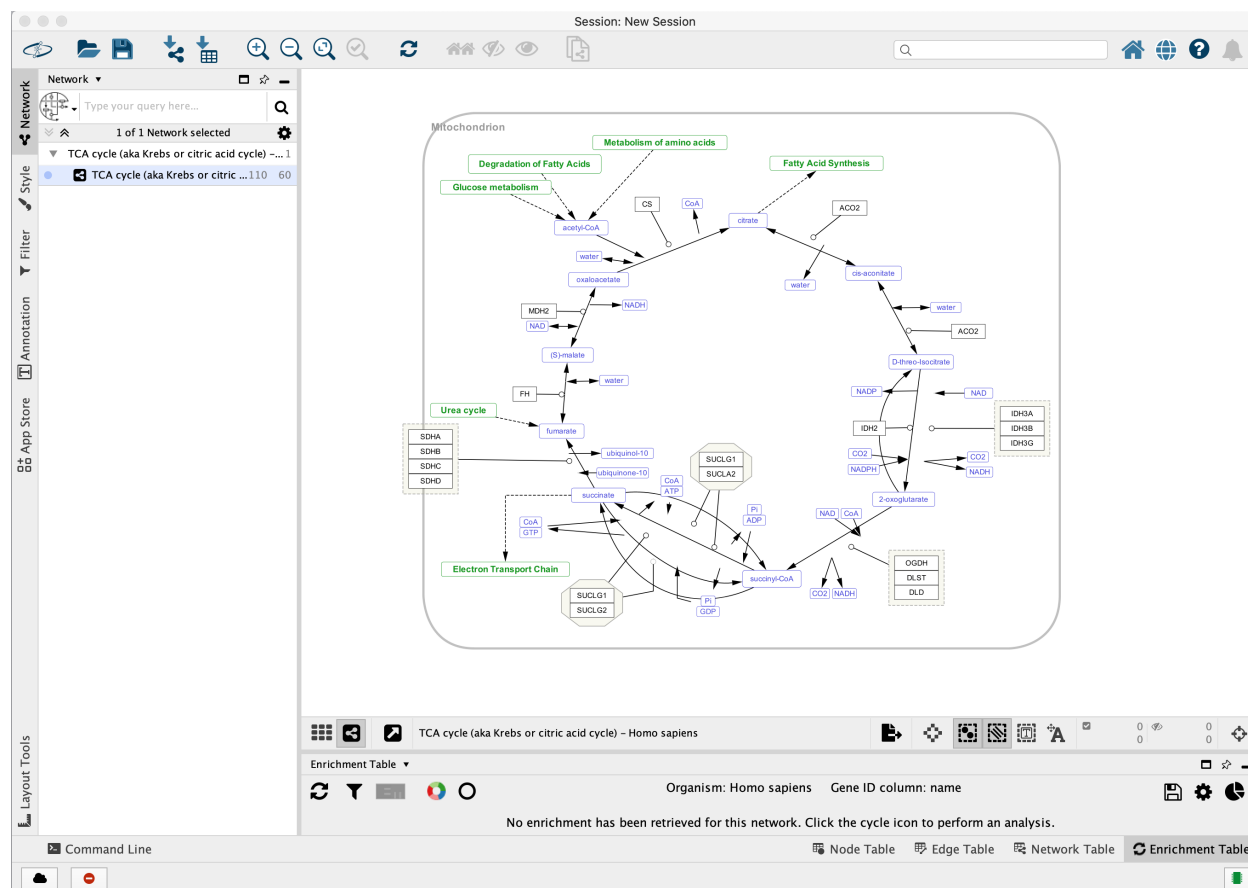 Session: New Session
Network ▼
Type your query here...
1 of 1 Network selected
TCA cycle (aka Krebs or citric acid cycle) –... 1
TCA cycle (aka Krebs or citric ... 110 60
Network
Style
Filter
Annotation
App Store
Layout Tools
Mitochondrion
Metabolism of amino acids
Degradation of Fatty Acids
Fatty Acid Synthesis
Glucose metabolism
CS
CoA
ACO2
citrate
acetyl-CoA
water
cis-aconitate
oxaloacetate
water
NADH
water
MDH2
NAD
ACO2
(S)-malate
D-threo-Isocitrate
water
NADP
NAD
FH
Urea cycle
IDH3A
IDH3B
IDH3G
IDH2
fumarate
SDHA
SDHB
SDHC
SDHD
ubiquinol-10
SUCLG1
SUCLA2
CO2
NADPH
CO2
NADH
ubiquinone-10
CoA
ATP
succinate
2-oxoglutarate
Pi
ADP
NAD
CoA
CoA
GTP
OGDH
DLST
DLD
Electron Transport Chain
succinyl-CoA
SUCLG1
SUCLG2
CO2
NADH
Pi
GDP
TCA cycle (aka Krebs or citric acid cycle) – Homo sapiens
0 0
0 0
Enrichment Table ▼
Organism: Homo sapiens Gene ID column: name
No enrichment has been retrieved for this network. Click the cycle icon to perform an analysis.
Command Line
Node Table
Edge Table
Network Table
Enrichment Table